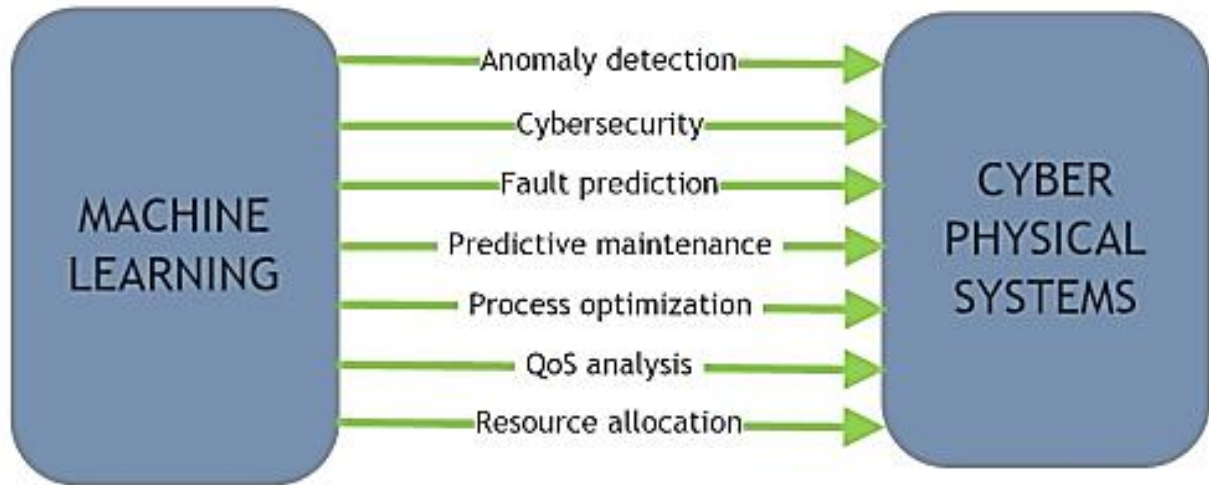 MACHINE
LEARNING
Anomaly detection
Cybersecurity
Fault prediction
Predictive maintenance
Process optimization
QoS analysis
Resource allocation
CYBER
PHYSICAL
SYSTEMS